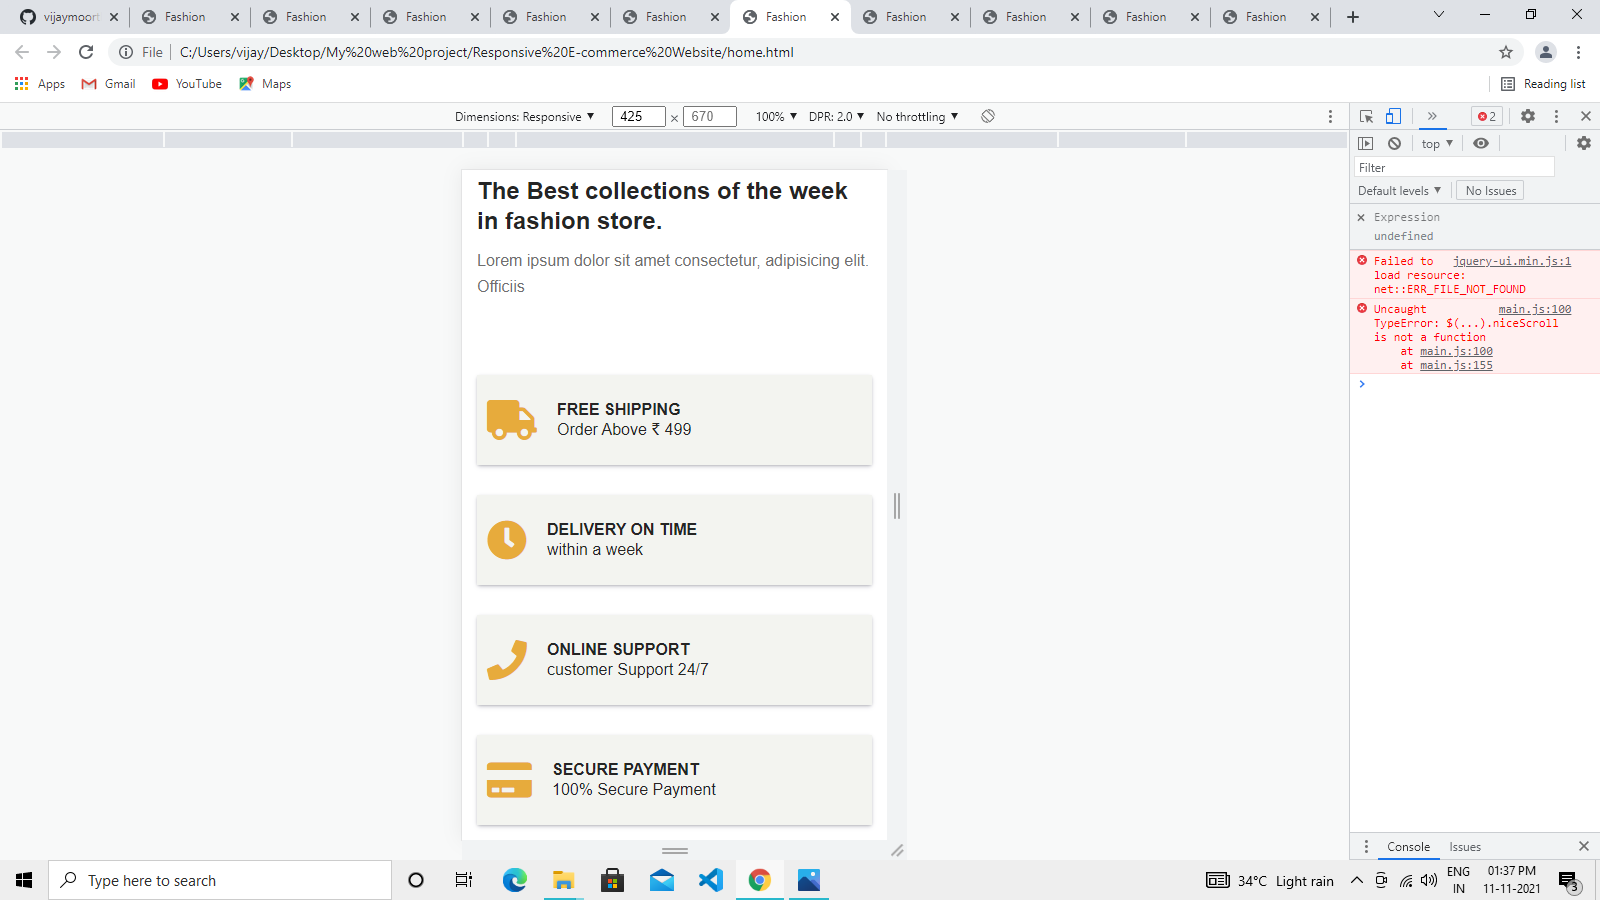 vijaymoort
Fashion
Fashion
Fashion
Fashion
Fashion
Fashion
Fashion
Fashion
Fashion
Fashion
File
C:/Users/vijay/Desktop/My%20web%20project/Responsive%20E-commerce%20Website/home.html
Apps
Gmail
YouTube
Maps
Reading list
Dimensions: Responsive
425
×
670
100%
DPR: 2.0
No throttling
2
top
Filter
Default levels
No Issues
Expression
undefined
Failed to jquery-ui.min.js:1
load resource:
net::ERR_FILE_NOT_FOUND
Uncaught main.js:100
TypeError: $(...).niceScroll
is not a function
at main.js:100
at main.js:155
The Best collections of the week
in fashion store.
Lorem ipsum dolor sit amet consectetur, adipisicing elit.
Officiis
FREE SHIPPING
Order Above ₹ 499
DELIVERY ON TIME
within a week
ONLINE SUPPORT
customer Support 24/7
SECURE PAYMENT
100% Secure Payment
Console
Issues
Type here to search
34°C Light rain
ENG
IN
01:37 PM
11-11-2021
3